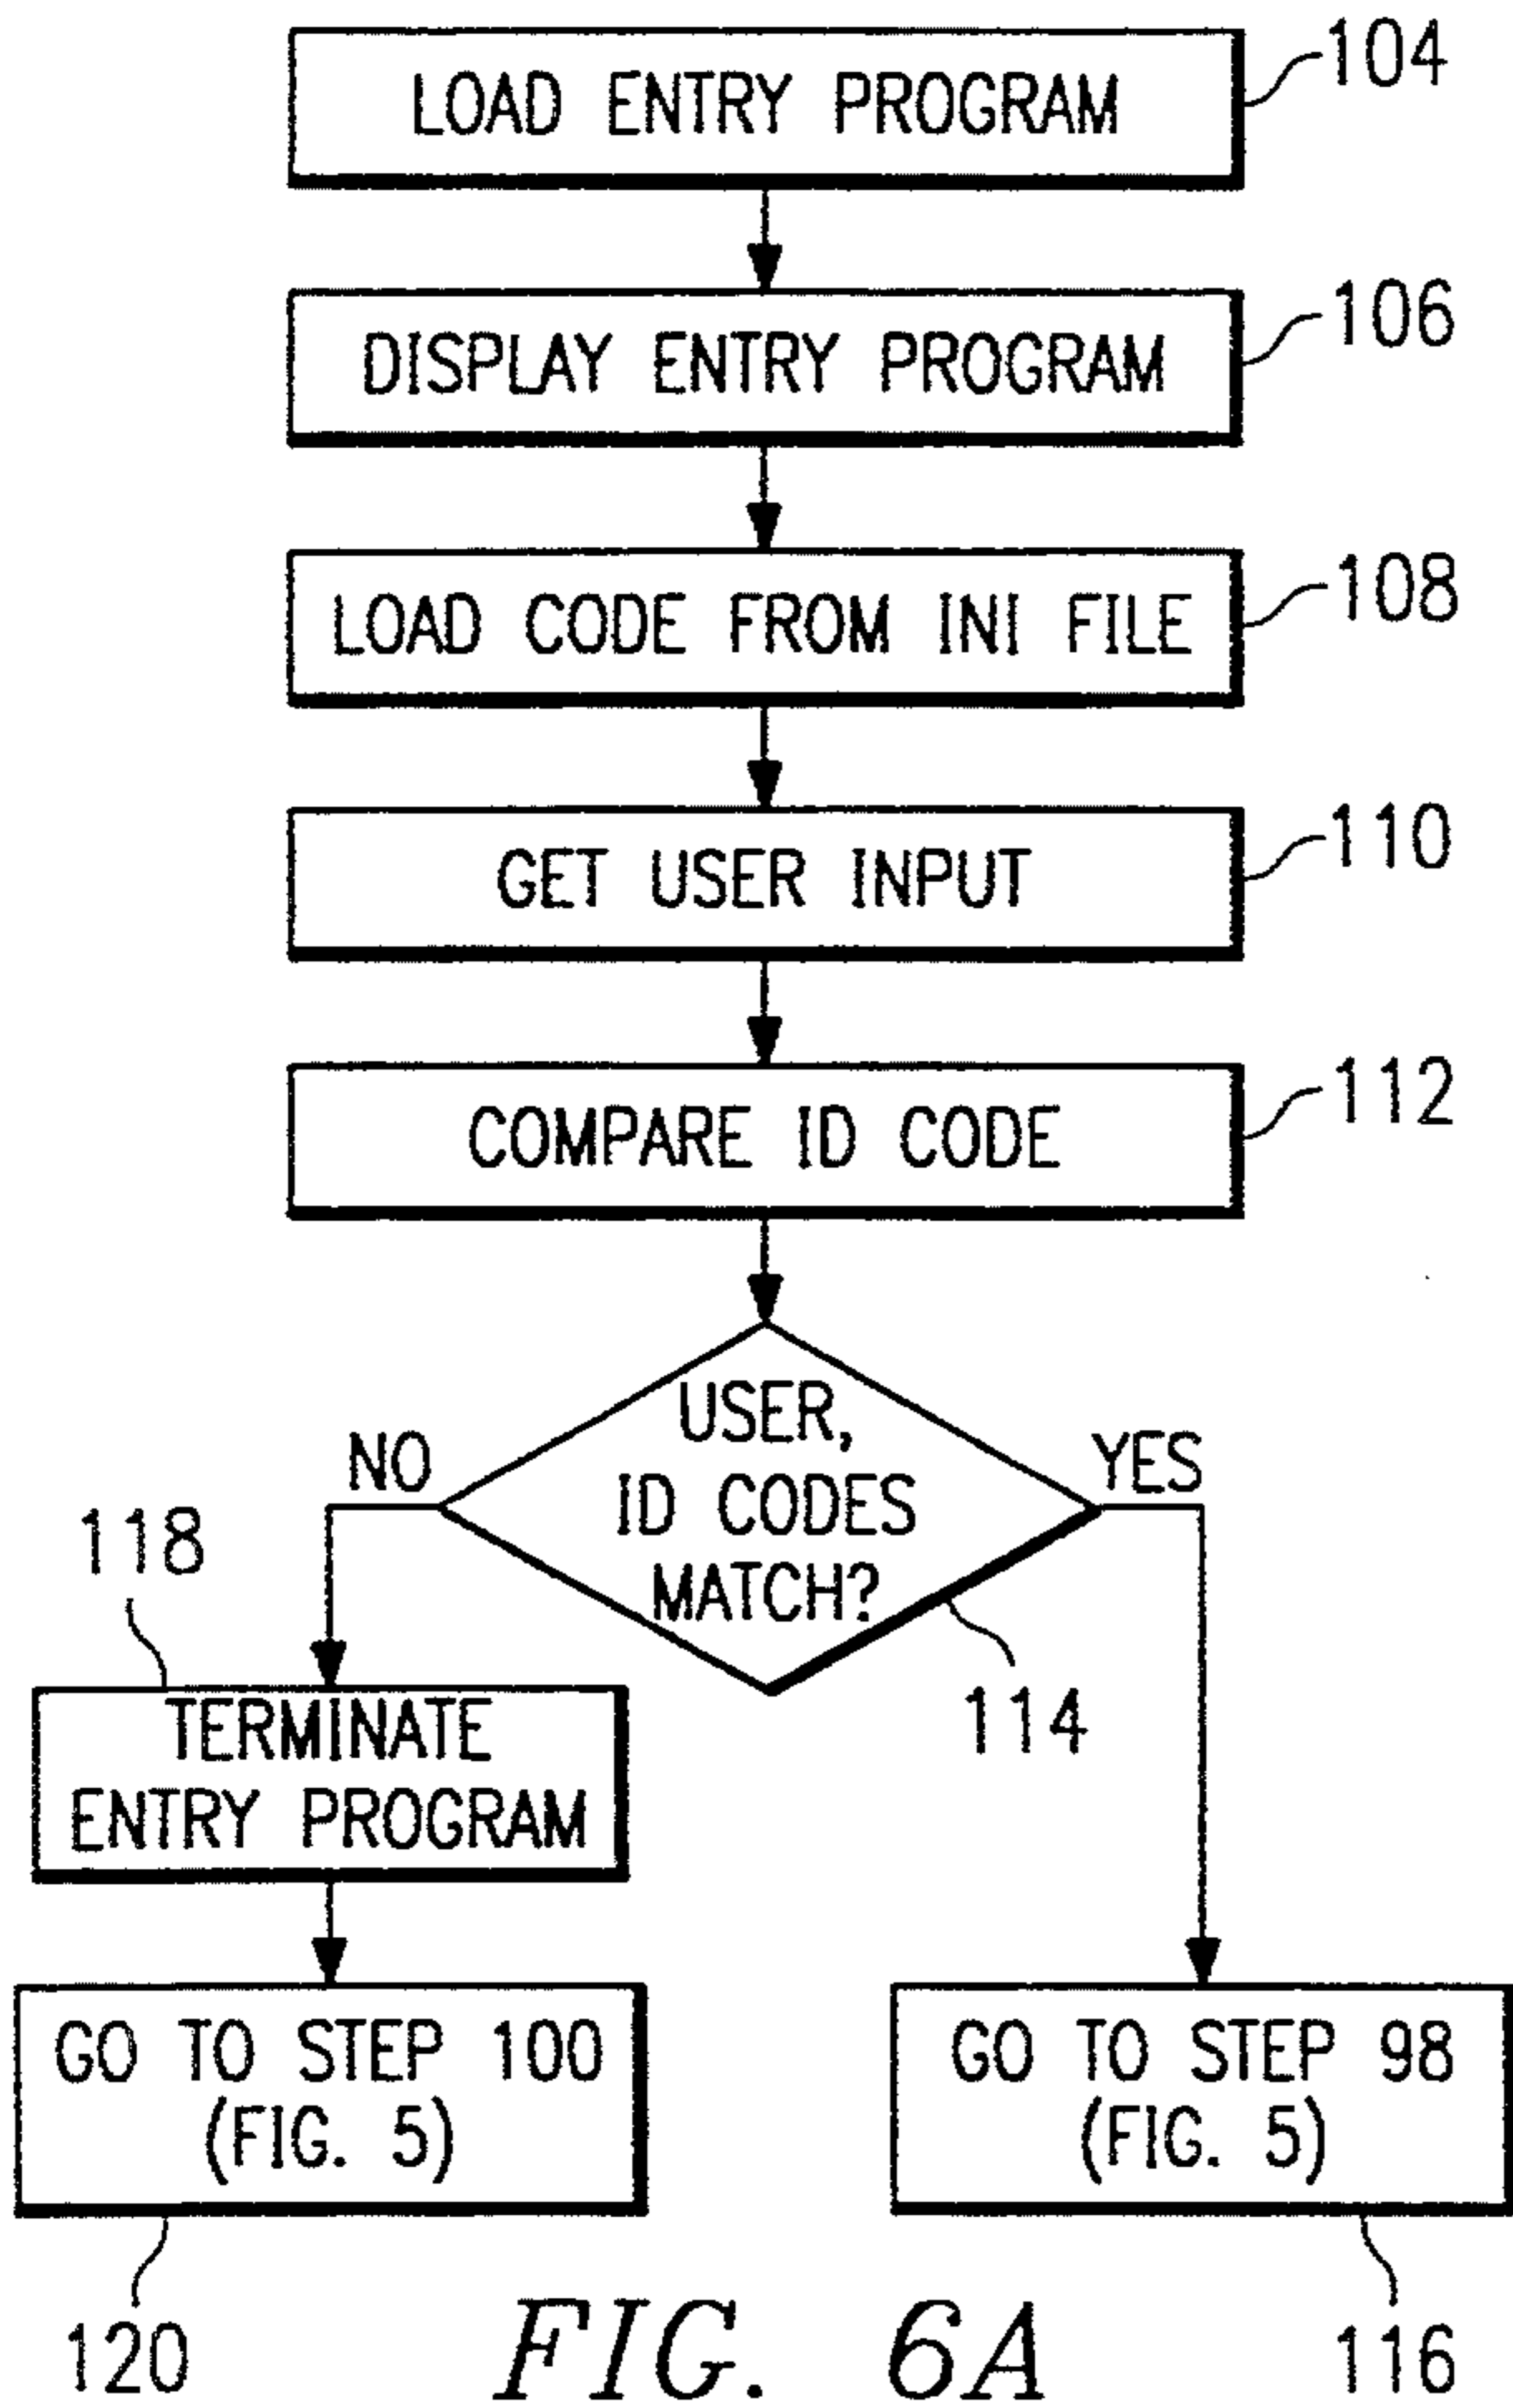 LOAD ENTRY PROGRAM
104
DISPLAY ENTRY PROGRAM
106
LOAD CODE FROM INI FILE
108
GET USER INPUT
110
COMPARE ID CODE
112
USER,
ID CODES
MATCH?
NO
YES
114
118
TERMINATE
ENTRY PROGRAM
GO TO STEP 100
(FIG. 5)
120
GO TO STEP 98
(FIG. 5)
116
FIG. 6A